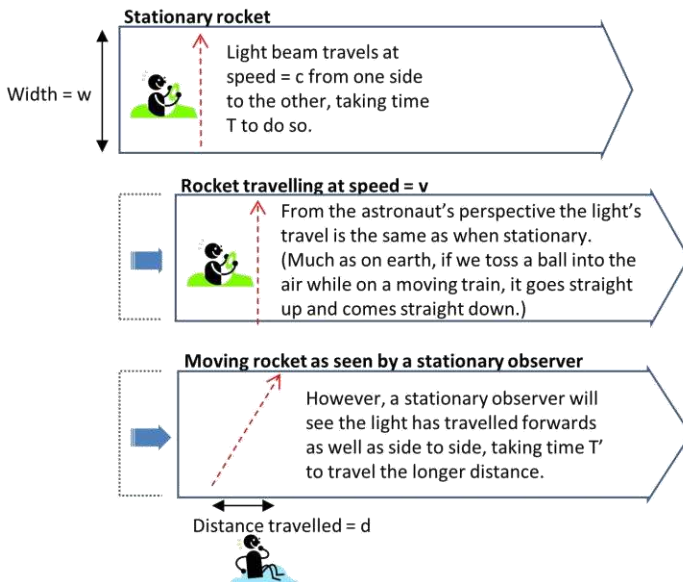 Stationary rocket
Width = w
Light beam travels at
speed = c from one side
to the other, taking time
T to do so.
Rocket travelling at speed = v
From the astronaut's perspective the light's
travel is the same as when stationary.
(Much as on earth, if we toss a ball into the
air while on a moving train, it goes straight
up and comes straight down.)
Moving rocket as seen by a stationary observer
However, a stationary observer will
see the light has travelled forwards
as well as side to side, taking time T'
to travel the longer distance.
Distance travelled = d